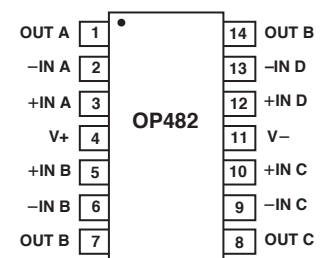 OUT A 1 14 OUT B
−IN A 2 13 −IN D
+IN A 3 12 +IN D
OP482
V+ 4 11 V−
+IN B 5 10 +IN C
−IN B 6 9 −IN C
OUT B 7 8 OUT C